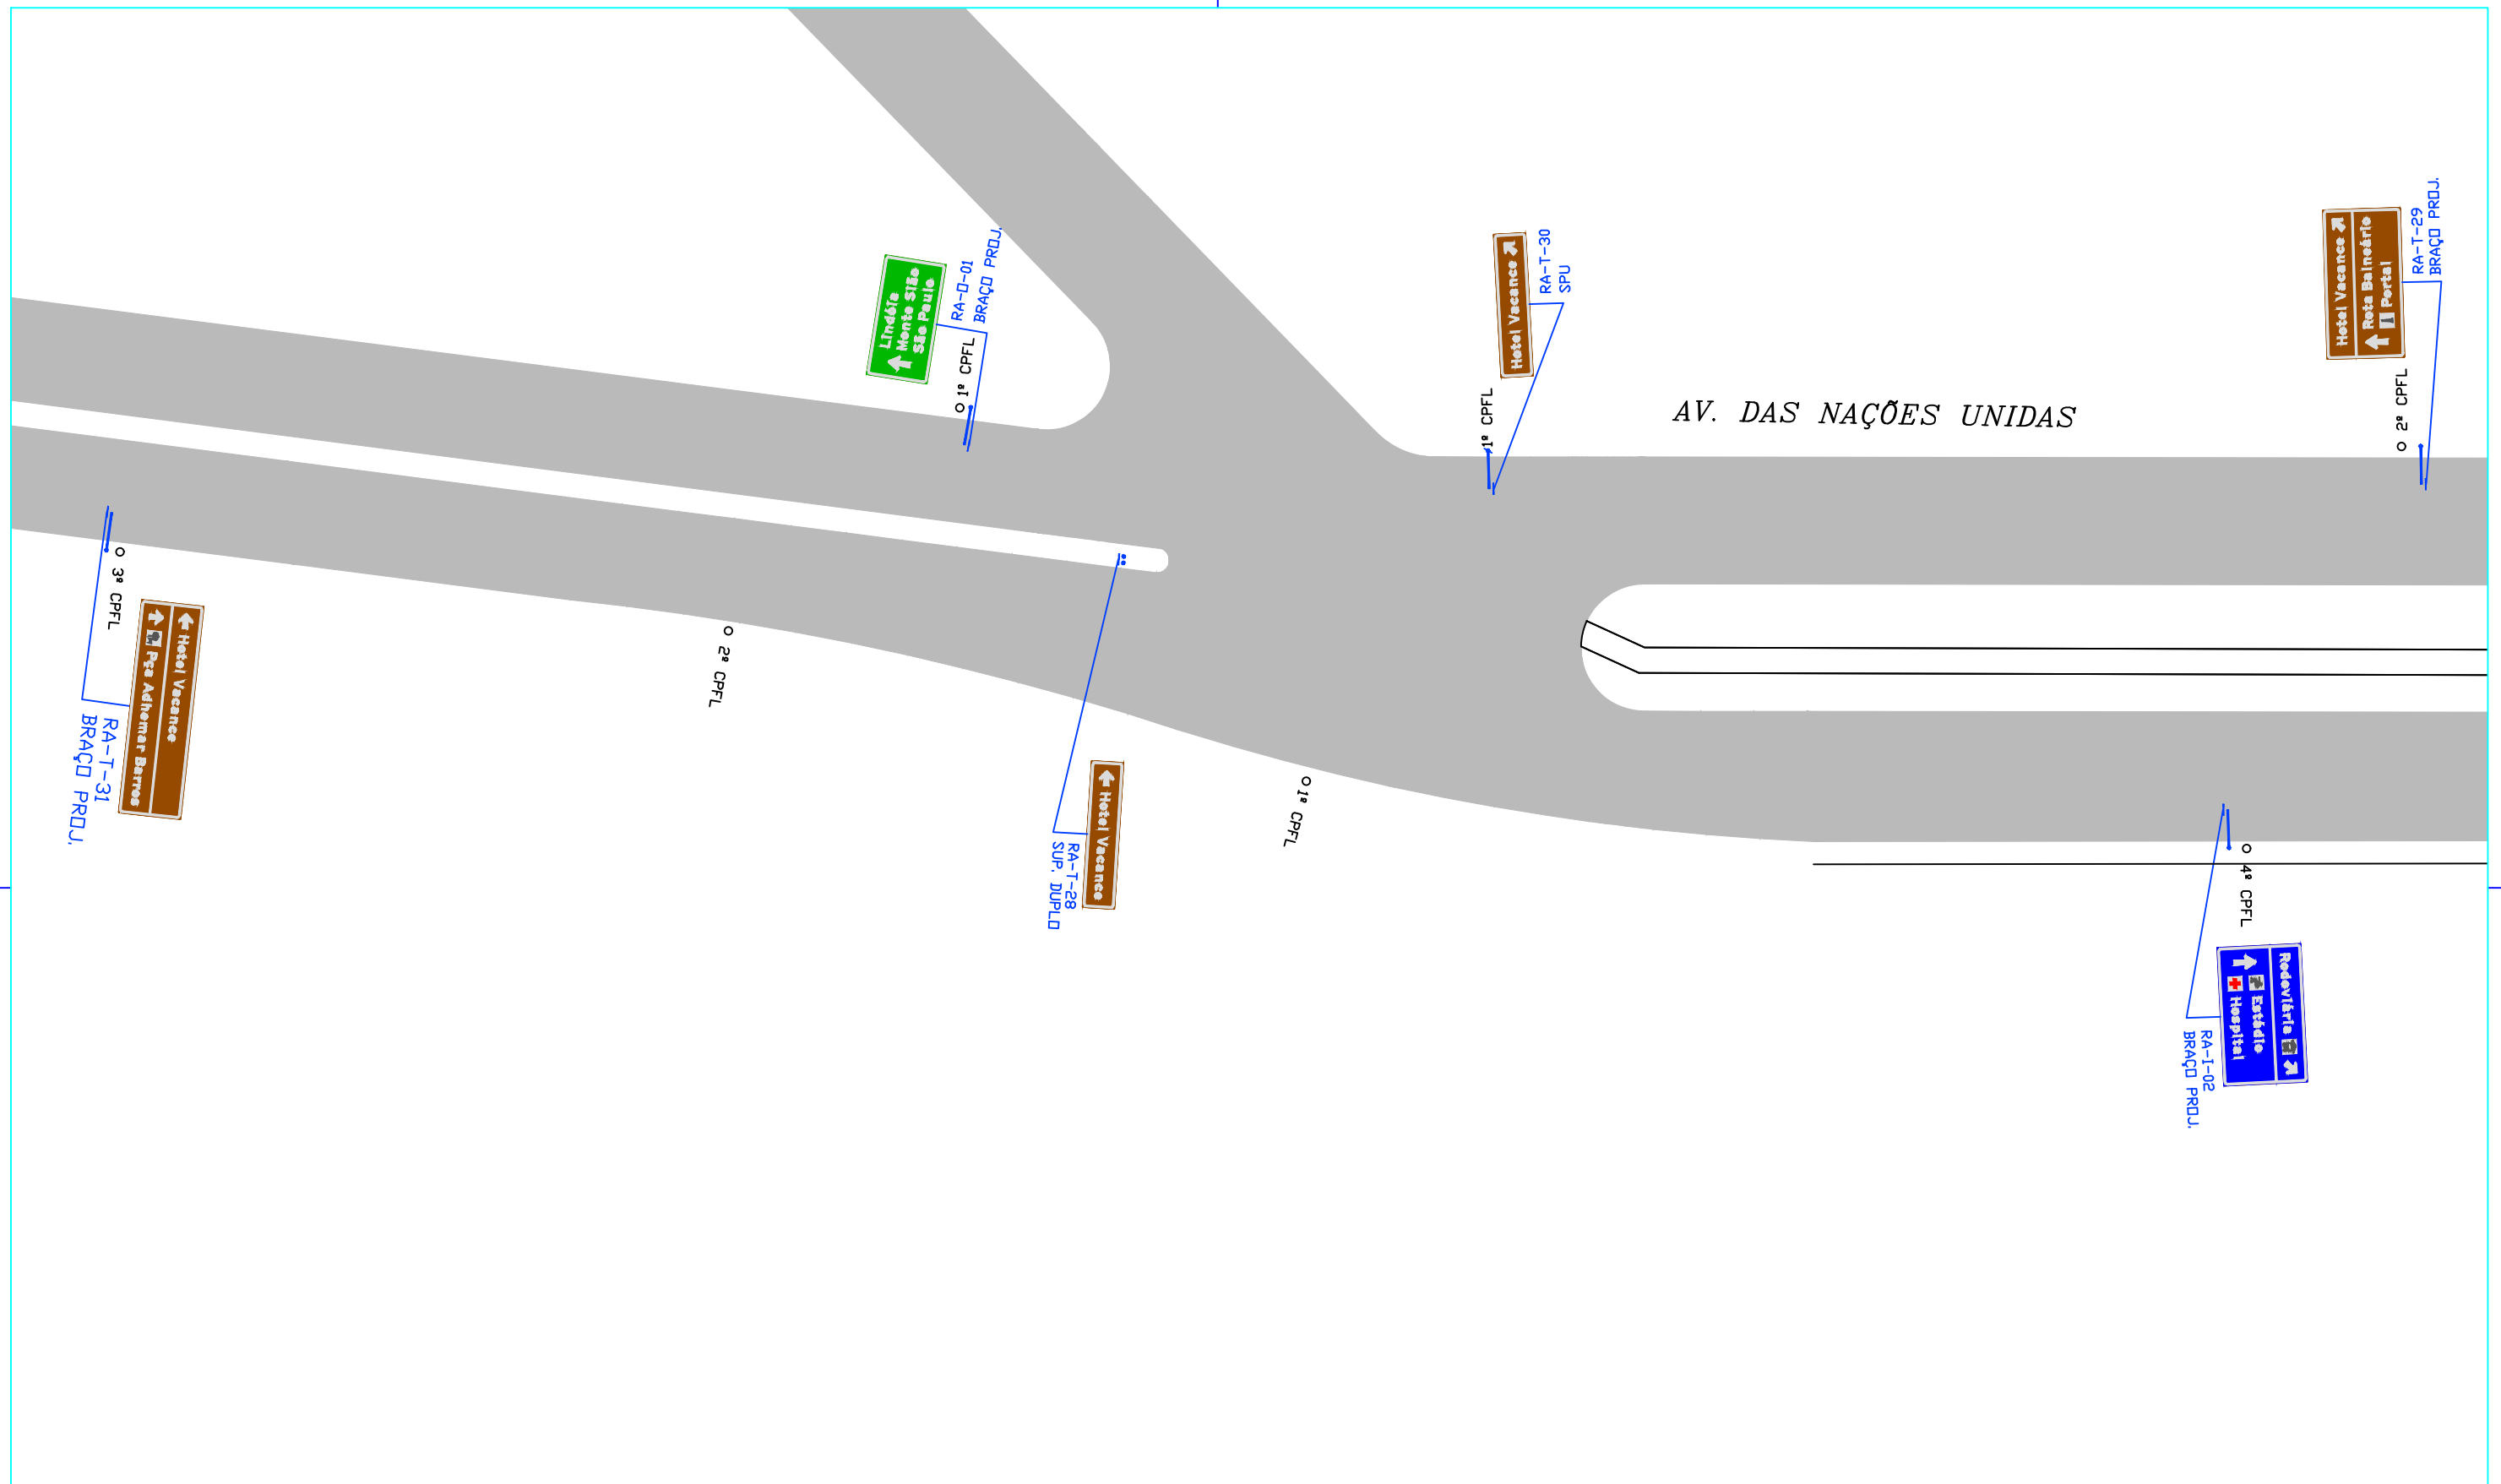 Lindóia
Monte Sião
São Paulo
RA-O-01
BRAÇO PROJ.
1º CPFL
Hotel Vacance
RA-T-30
SPU
1º CPFL
AV. DAS NAÇÕES UNIDAS
Hotel Vacance
Rota Balneário
Portal
RA-T-29
BRAÇO PROJ.
2º CPFL
3º CPFL
Hotel Vacance
Pça Adhemar Barros
RA-T-31
BRAÇO PROJ.
2º CPFL
Hotel Vacance
RA-T-28
SUP. DUPLO
1º CPFL
4º CPFL
Rodoviária
Estádio
Hospital
RA-I-02
BRAÇO PROJ.